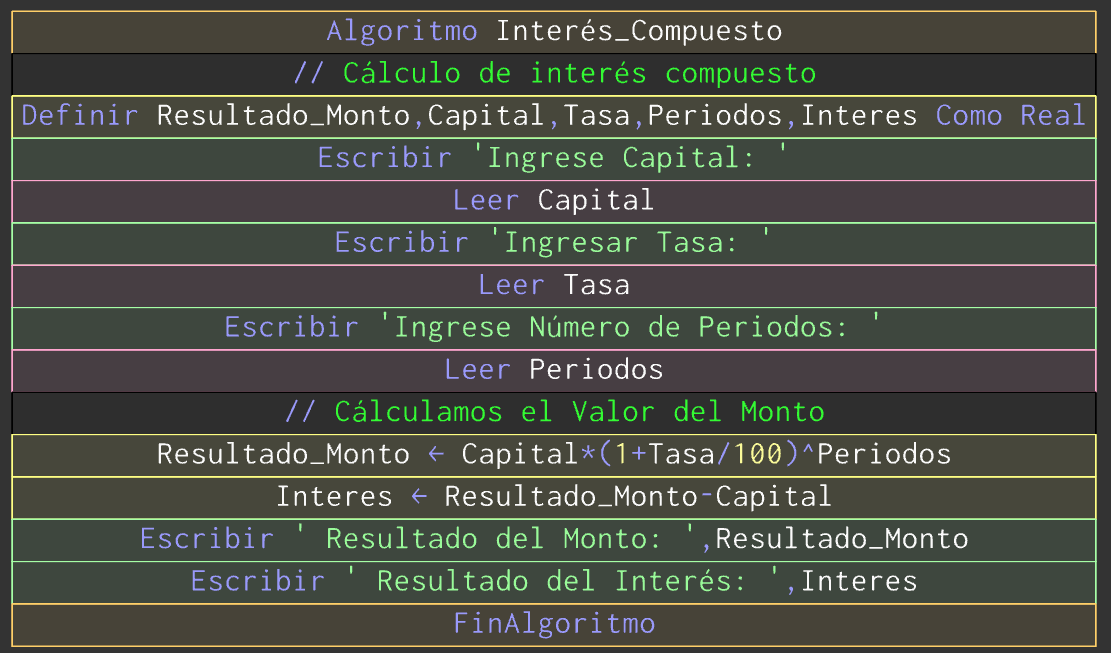 Algoritmo Interés_Compuesto
// Cálculo de interés compuesto
Definir Resultado_Monto,Capital,Tasa,Periodos,Interes Como Real
Escribir 'Ingrese Capital: '
Leer Capital
Escribir 'Ingresar Tasa: '
Leer Tasa
Escribir 'Ingrese Número de Periodos: '
Leer Periodos
// Cálculamos el Valor del Monto
Resultado_Monto ← Capital*(1+Tasa/100)^Periodos
Interes ← Resultado_Monto-Capital
Escribir ' Resultado del Monto: ',Resultado_Monto
Escribir ' Resultado del Interés: ',Interes
FinAlgoritmo